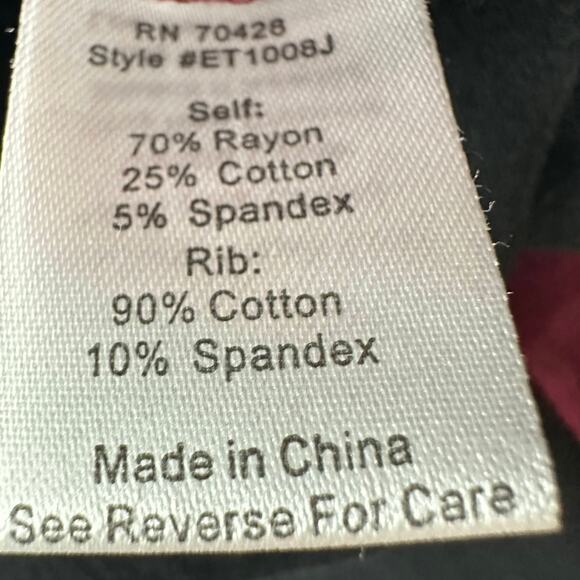 RN 70428
Style #ET1008J
Self:
70% Rayon
25% Cotton
5% Spandex
Rib:
90% Cotton
10% Spandex
Made in China
See Reverse For Care